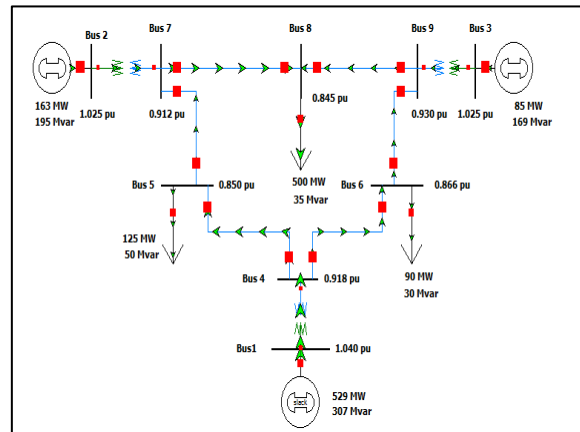 Bus 2
Bus 7
Bus 8
Bus 9
Bus 3
163 MW
195 Mvar
1.025 pu
0.912 pu
0.845 pu
0.930 pu
1.025 pu
85 MW
169 Mvar
Bus 5
0.850 pu
500 MW
35 Mvar
Bus 6
0.866 pu
125 MW
50 Mvar
90 MW
30 Mvar
Bus 4
0.918 pu
Bus1
1.040 pu
slack
529 MW
307 Mvar